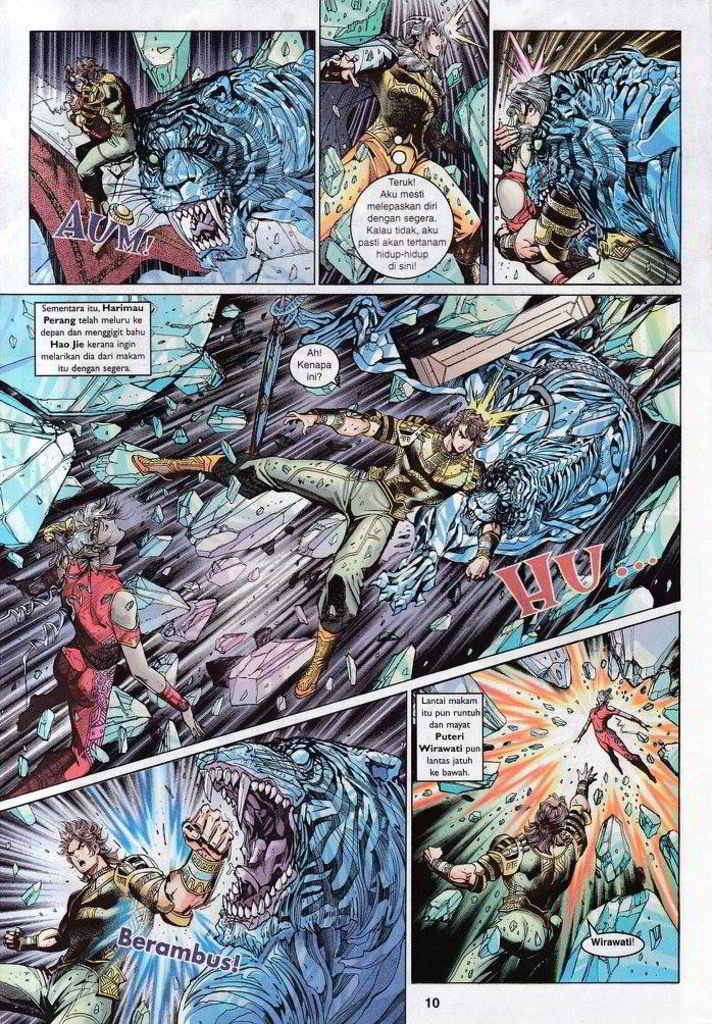 AUM!
Teruk!
Aku mesti
melepaskan diri
dengan segera.
Kalau tidak, aku
pasti akan tertanam
hidup-hidup
di sini!
Sementara itu, Harimau
Perang telah meluru ke
depan dan menggigit bahu
Hao Jie kerana ingin
melarikan dia dari makam
itu dengan segera.
Ah!
Kenapa
ini?
HU...
Berambus!
Lantai makam
itu pun runtuh
dan mayat
Puteri
Wirawati pun
lantas jatuh
ke bawah.
Wirawati!
10